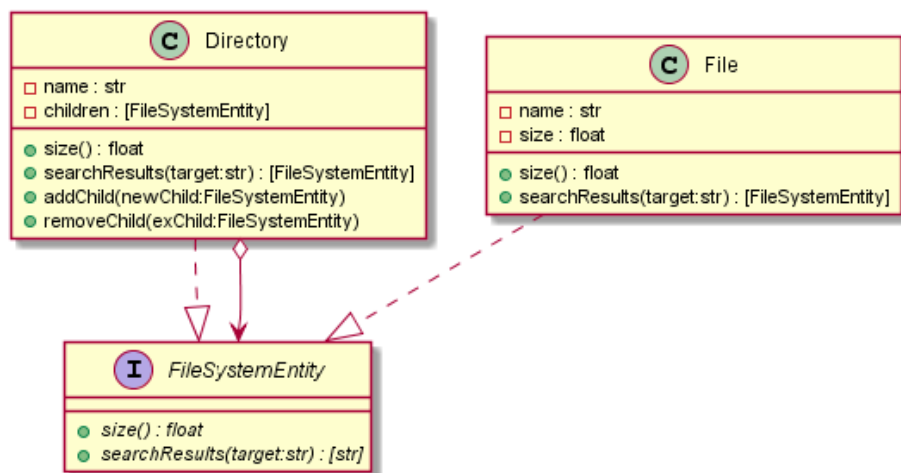 C Directory
name : str
children : [FileSystemEntity]
size() : float
searchResults(target:str) : [FileSystemEntity]
addChild(newChild:FileSystemEntity)
removeChild(exChild:FileSystemEntity)
C File
name : str
size : float
size() : float
searchResults(target:str) : [FileSystemEntity]
I FileSystemEntity
size() : float
searchResults(target:str) : [str]